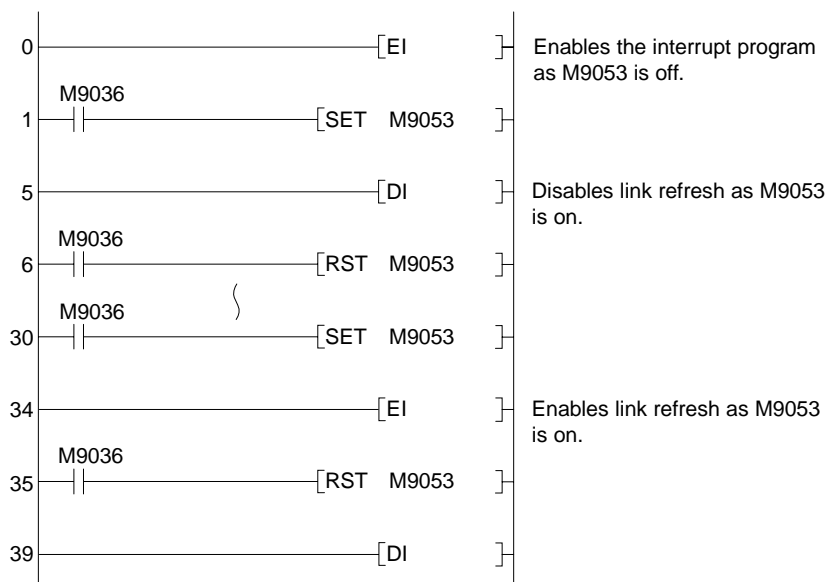 0 [EI ] Enables the interrupt program
as M9053 is off.
M9036
1 [SET M9053 ]
5 [DI ] Disables link refresh as M9053
is on.
M9036
6 [RST M9053 ]
M9036
30 [SET M9053 ]
34 [EI ] Enables link refresh as M9053
is on.
M9036
35 [RST M9053 ]
39 [DI ]